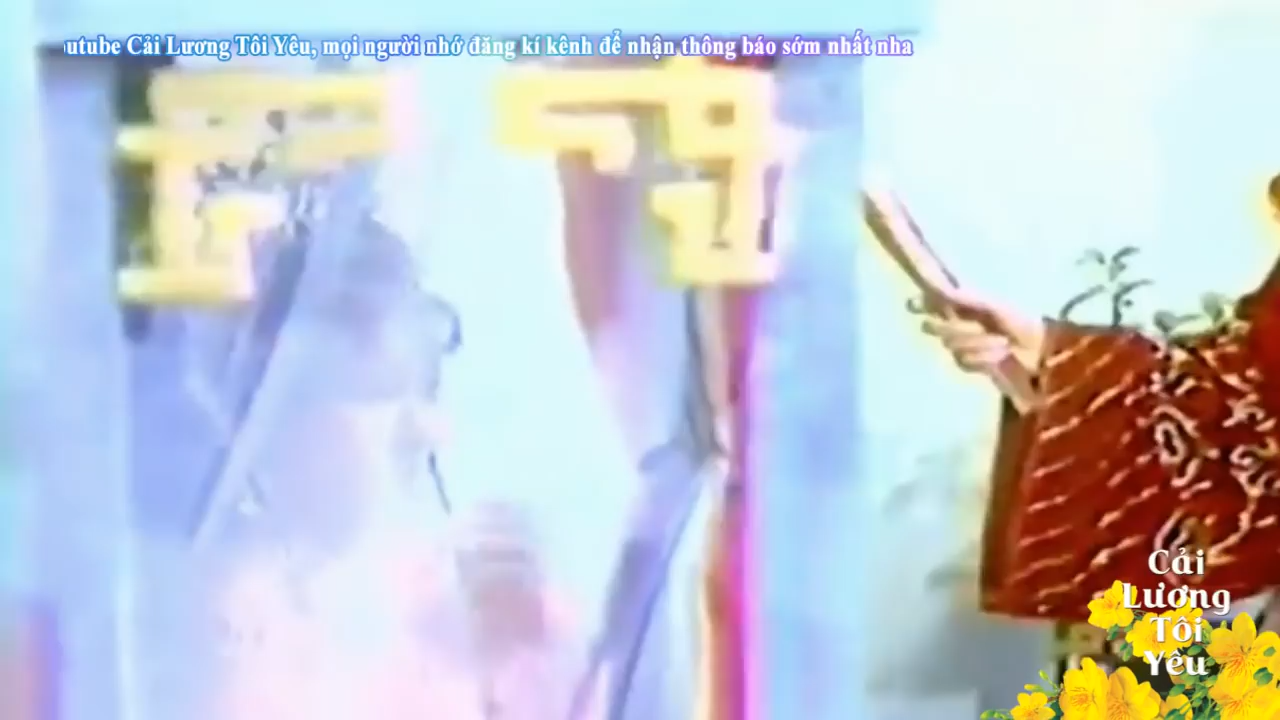 utube Cải Lương Tôi Yêu, mọi người nhớ đăng kí kênh để nhận thông báo sớm nhất nha
Cải
Lương
Tôi
Yêu